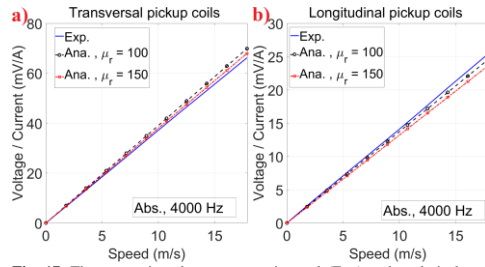 a) Transversal pickup coils
Exp.
Ana. , μr = 100
Ana. , μr = 150
Abs., 4000 Hz
Voltage / Current (mV/A)
80
60
40
20
0
0 5 10 15
Speed (m/s)
b) Longitudinal pickup coils
Exp.
Ana. , μr = 100
Ana. , μr = 150
Abs., 4000 Hz
Voltage / Current (mV/A)
30
25
20
15
10
5
0
0 5 10 15
Speed (m/s)